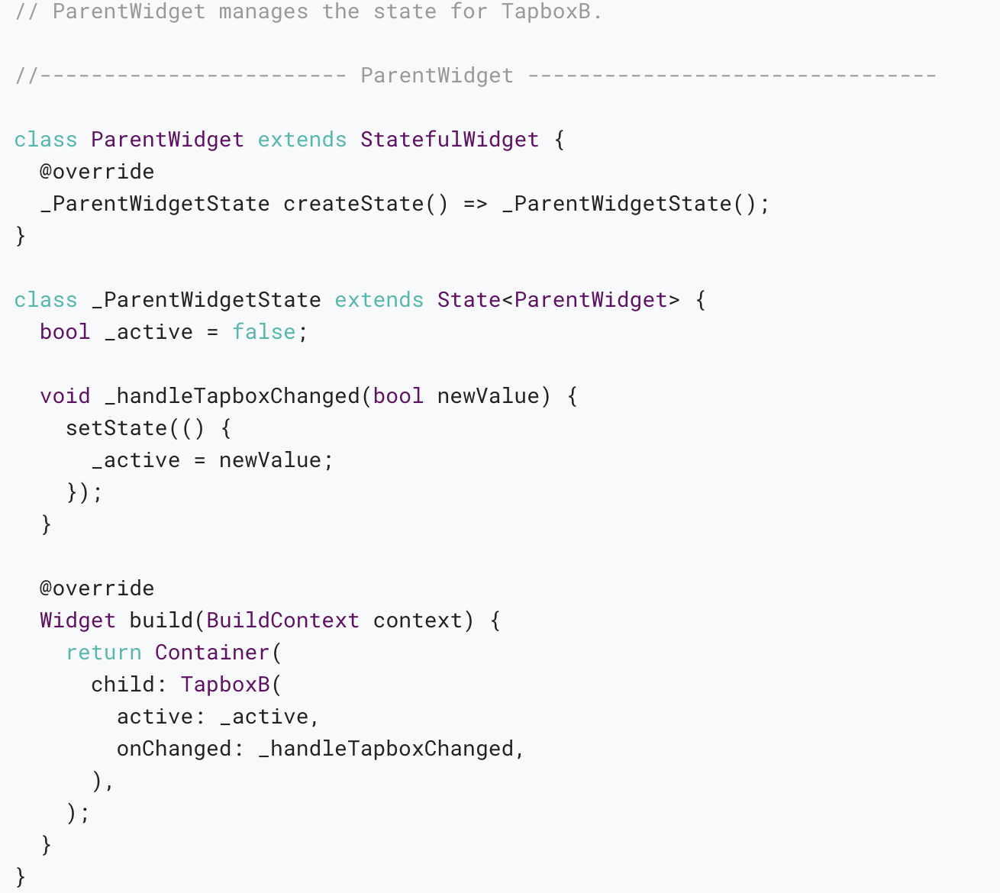 // ParentWidget manages the state for TapboxB.
//------------------------ ParentWidget --------------------------------
class ParentWidget extends StatefulWidget {
  @override
  _ParentWidgetState createState() => _ParentWidgetState();
}
class _ParentWidgetState extends State<ParentWidget> {
  bool _active = false;
  void _handleTapboxChanged(bool newValue) {
    setState(() {
      _active = newValue;
    });
  }
  @override
  Widget build(BuildContext context) {
    return Container(
      child: TapboxB(
        active: _active,
        onChanged: _handleTapboxChanged,
      ),
    );
  }
}